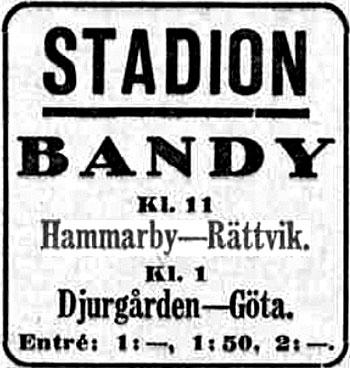 STADION
BANDY
Kl. 11
Hammarby—Rättvik.
Kl. 1
Djurgården—Göta.
Entré: 1:—, 1:50, 2:—.